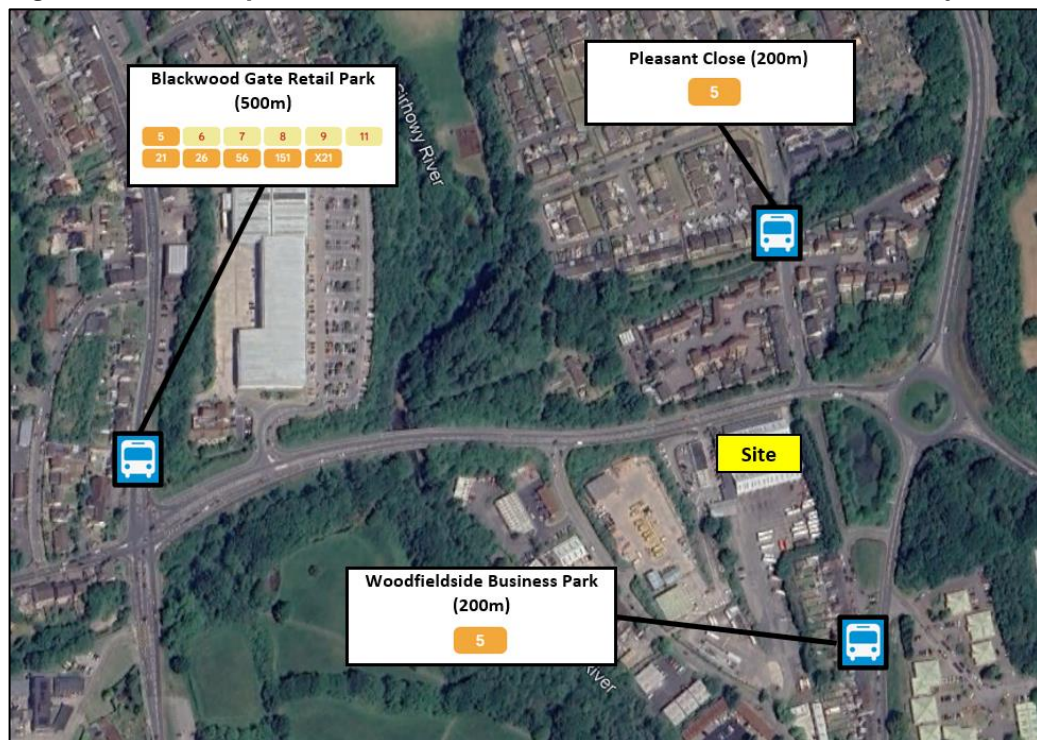 Blackwood Gate Retail Park
(500m)
5 6 7 8 9 11
21 26 56 151 X21
Pleasant Close (200m)
5
Sirhowy River
Site
Woodfieldside Business Park
(200m)
5
River